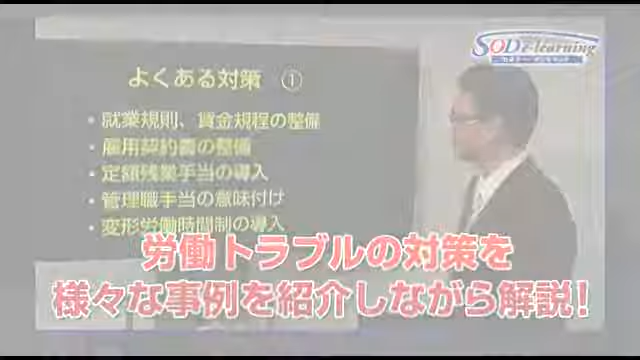 SOD e-learning
よくある対策 ①
・就業規則、賃金規程の整備
・雇用契約書の整備
・定額残業手当の導入
・管理職手当の意味付け
・変形労働時間制の導入
労働トラブルの対策を
様々な事例を紹介しながら解説!